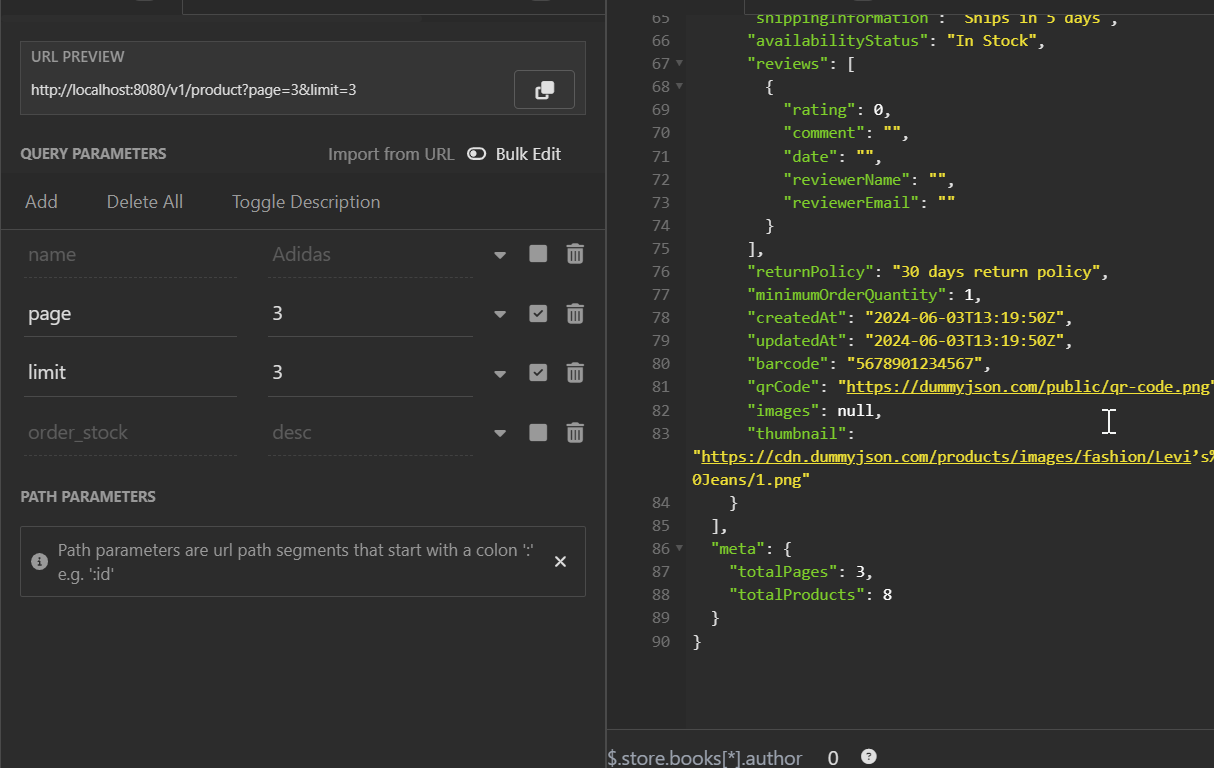 URL PREVIEW
http://localhost:8080/v1/product?page=3&limit=3
QUERY PARAMETERS
Import from URL
Bulk Edit
Add
Delete All
Toggle Description
name
Adidas
page
3
limit
3
order_stock
desc
PATH PARAMETERS
Path parameters are url path segments that start with a colon ':'
e.g. ':id'
65 "shippingInformation": "Ships in 5 days",
66 "availabilityStatus": "In Stock",
67 "reviews": [
68 {
69 "rating": 0,
70 "comment": "",
71 "date": "",
72 "reviewerName": "",
73 "reviewerEmail": ""
74 }
75 ],
76 "returnPolicy": "30 days return policy",
77 "minimumOrderQuantity": 1,
78 "createdAt": "2024-06-03T13:19:50Z",
79 "updatedAt": "2024-06-03T13:19:50Z",
80 "barcode": "5678901234567",
81 "qrCode": "https://dummyjson.com/public/qr-code.png"
82 "images": null,
83 "thumbnail":
"https://cdn.dummyjson.com/products/images/fashion/Levi’s%
0Jeans/1.png"
84 }
85 ],
86 "meta": {
87 "totalPages": 3,
88 "totalProducts": 8
89 }
90 }
$.store.books[*].author
0
?